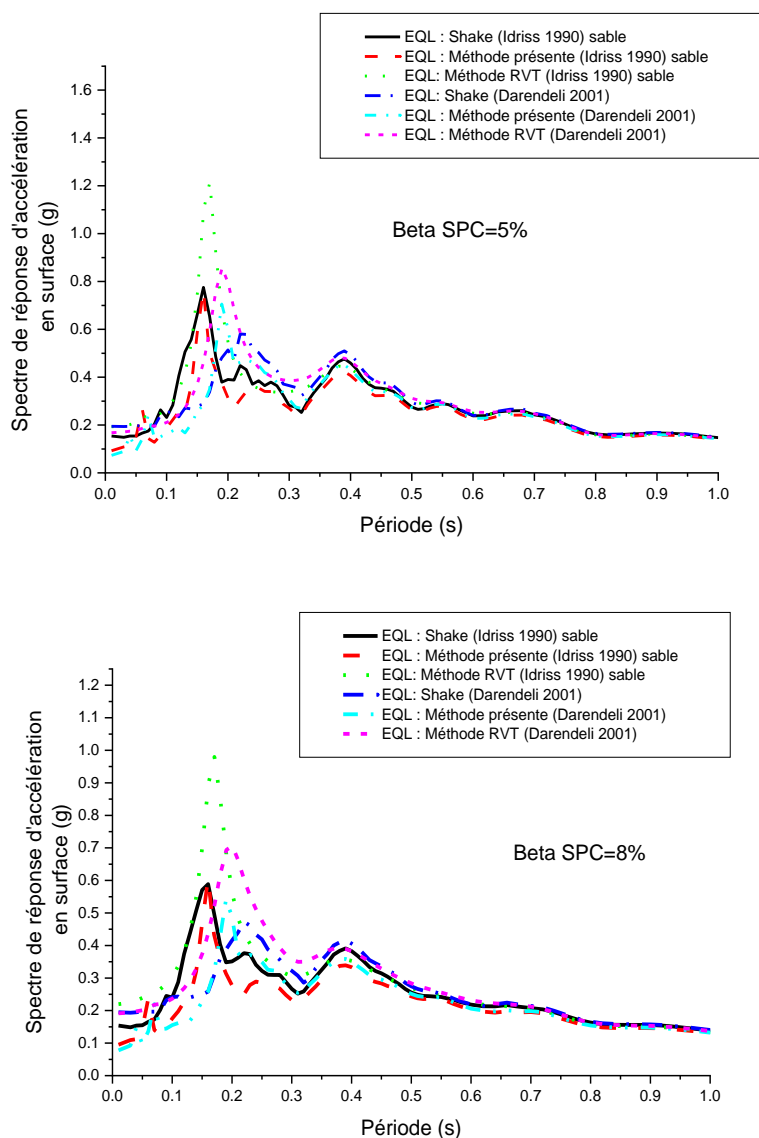 EQL : Shake (Idriss 1990) sable
EQL : Méthode présente (Idriss 1990) sable
EQL: Méthode RVT (Idriss 1990) sable
EQL: Shake (Darendeli 2001)
EQL : Méthode présente (Darendeli 2001)
EQL : Méthode RVT (Darendeli 2001)
Spectre de réponse d'accélération
en surface (g)
1.6
1.4
1.2
1.0
0.8
0.6
0.4
0.2
0.0
Beta SPC=5%
0.0 0.1 0.2 0.3 0.4 0.5 0.6 0.7 0.8 0.9 1.0
Période (s)
EQL : Shake (Idriss 1990) sable
EQL : Méthode présente (Idriss 1990) sable
EQL: Méthode RVT (Idriss 1990) sable
EQL: Shake (Darendeli 2001)
EQL : Méthode présente (Darendeli 2001)
EQL : Méthode RVT (Darendeli 2001)
Spectre de réponse d'accélération
en surface (g)
1.2
1.1
1.0
0.9
0.8
0.7
0.6
0.5
0.4
0.3
0.2
0.1
0.0
Beta SPC=8%
0.0 0.1 0.2 0.3 0.4 0.5 0.6 0.7 0.8 0.9 1.0
Période (s)